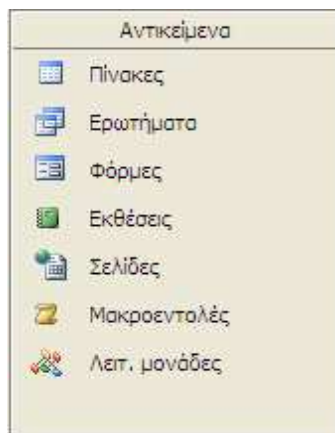 Αντικείμενα
Πίνακες
Ερωτήματα
Φόρμες
Εκθέσεις
Σελίδες
Μακροεντολές
Λειτ. μονάδες